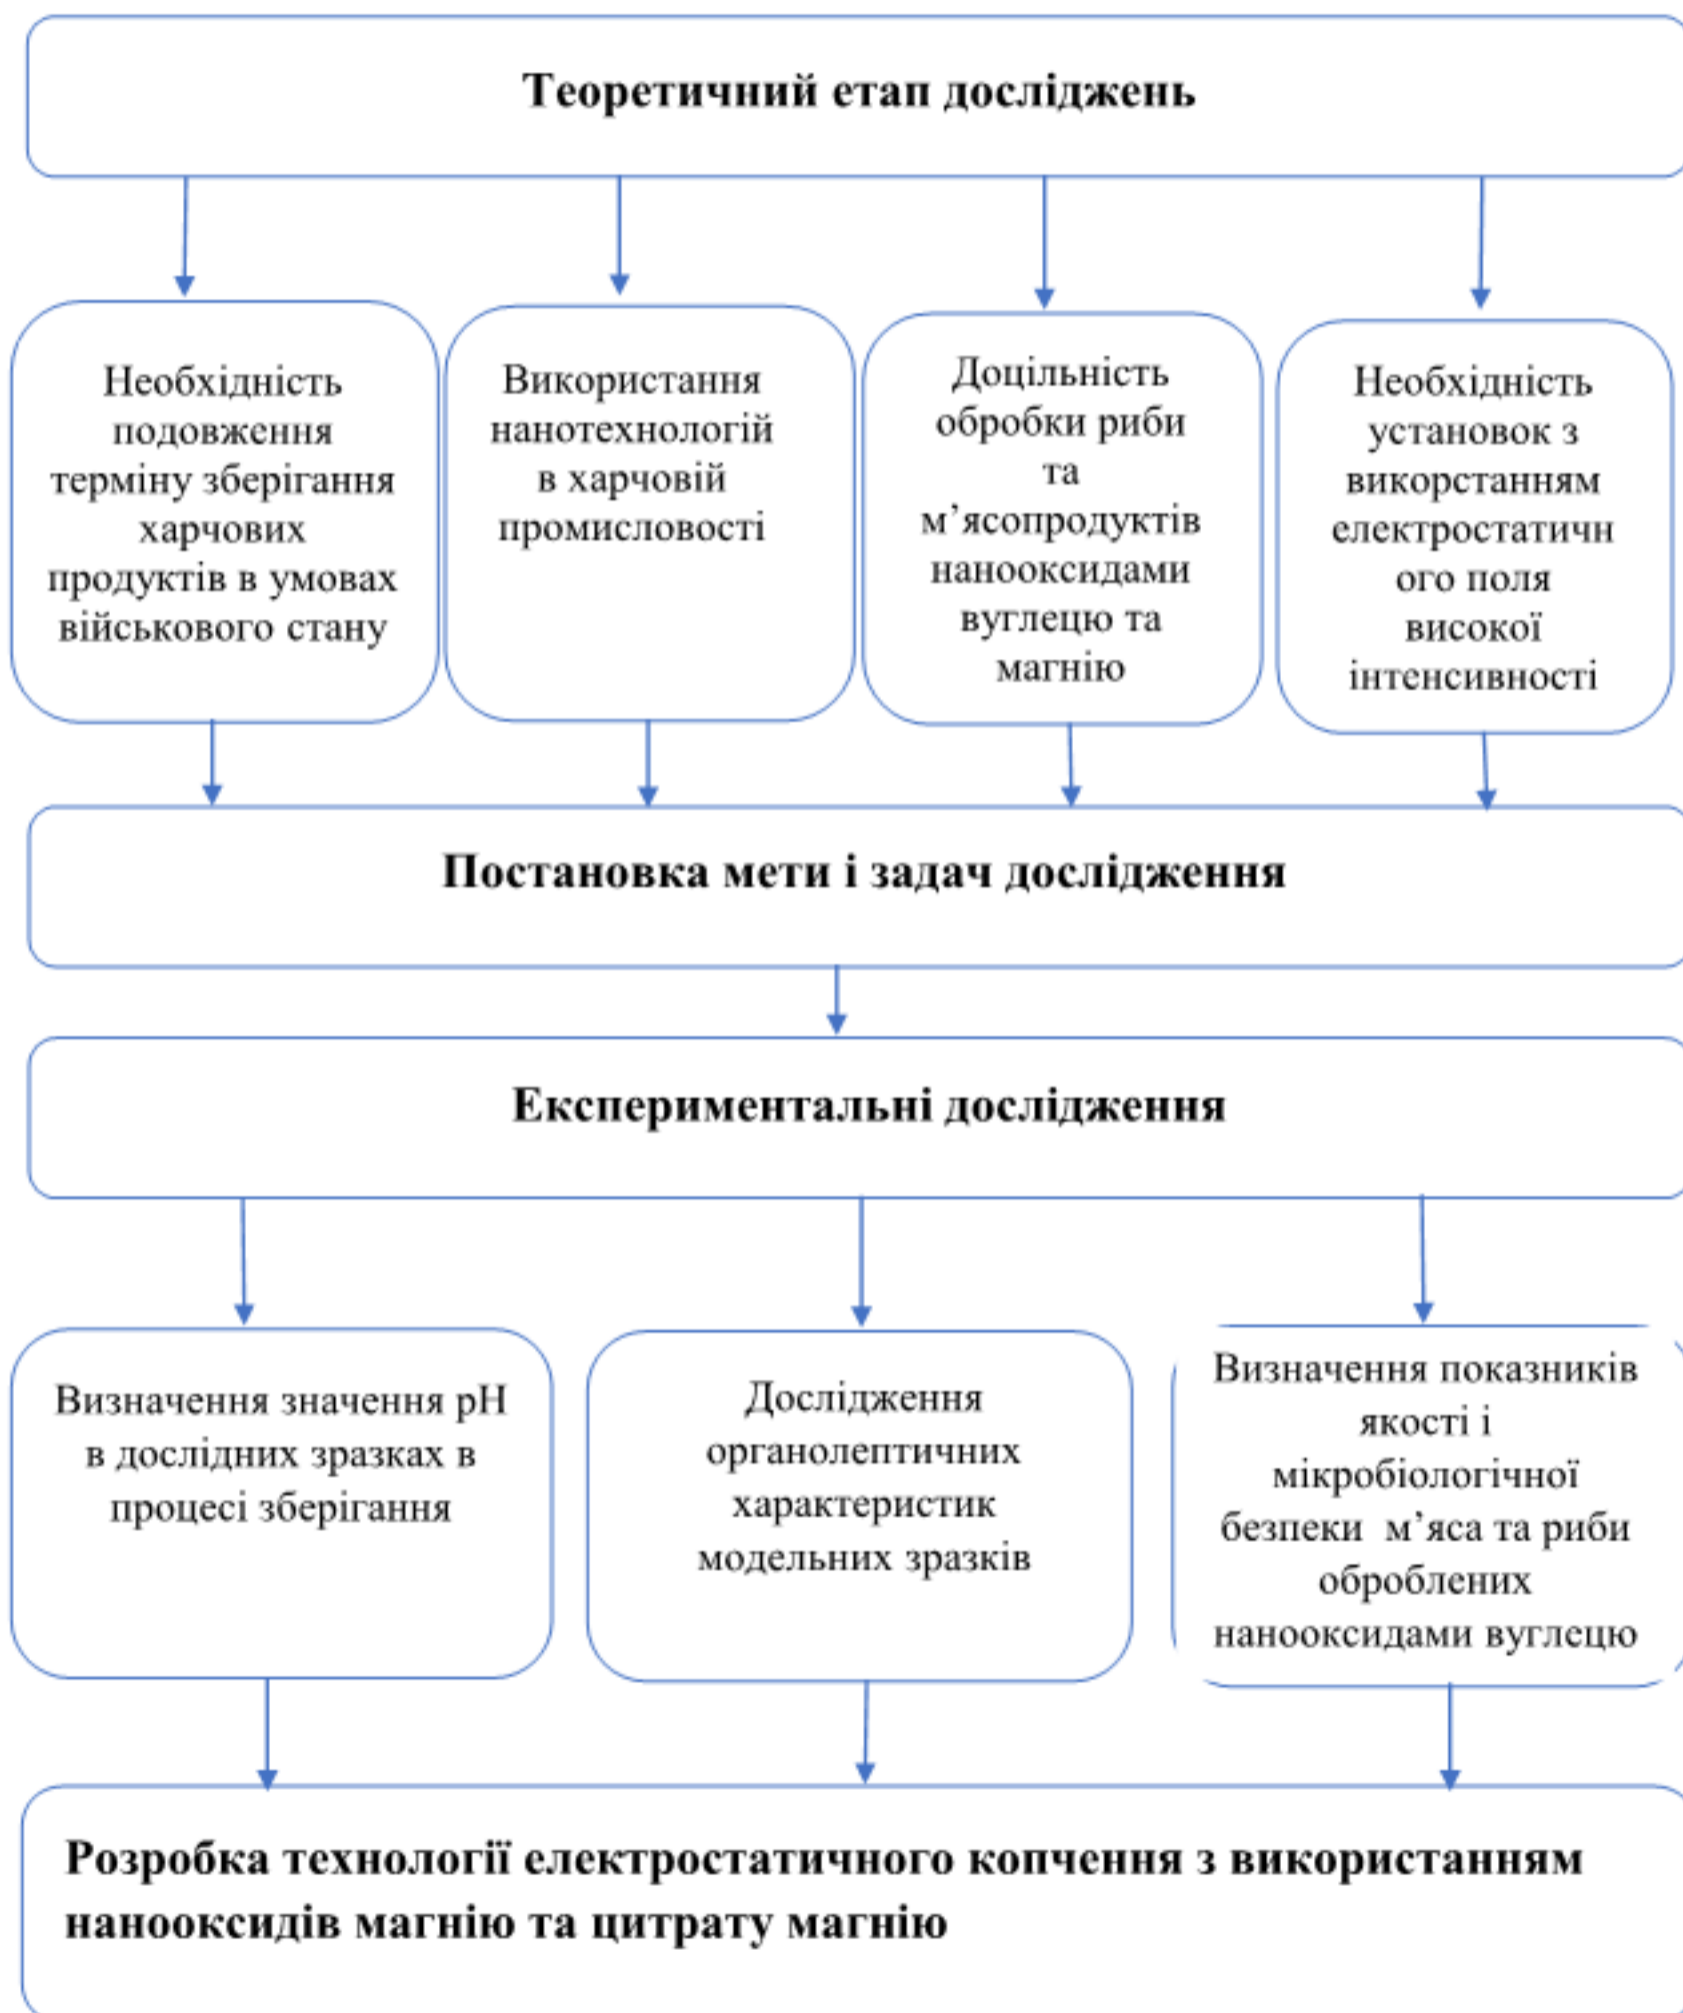 Теоретичний етап досліджень
Необхідність
подовження
терміну зберігання
харчових
продуктів в умовах
військового стану
Використання
нанотехнологій
в харчовій
промисловості
Доцільність
обробки риби
та
м’ясопродуктів
нанооксидами
вуглецю та
магнію
Необхідність
установок з
викорстанням
електростатичн
ого поля
високої
інтенсивності
Постановка мети і задач дослідження
Експериментальні дослідження
Визначення значення рН
в дослідних зразках в
процесі зберігання
Дослідження
органолептичних
характеристик
модельних зразків
Визначення показників
якості і
мікробіологічної
безпеки м’яса та риби
оброблених
нанооксидами вуглецю
Розробка технології електростатичного копчення з використанням
нанооксидів магнію та цитрату магнію